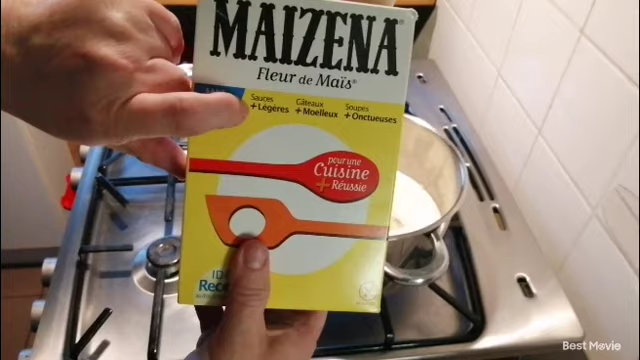 MAIZENA®
Fleur de Maïs®
Sauces
+Légères
Gâteaux
+Moelleux
Soupes
+Onctueuses
pour une
Cuisine
+Réussie
Best Movie